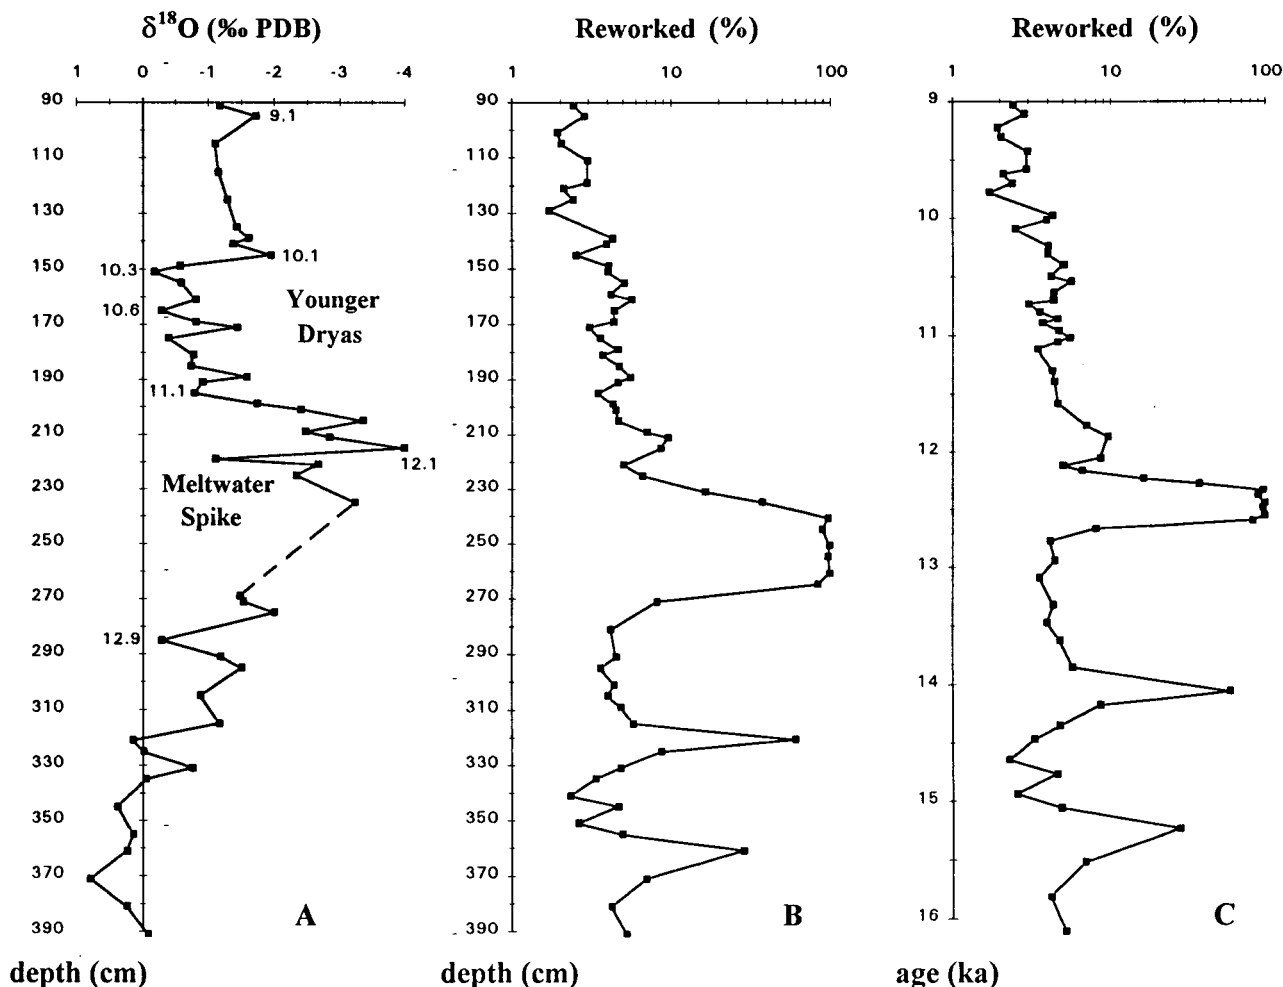 δ¹⁸O (‰ PDB)
1 0 -1 -2 -3 -4
90
110
130
150
170
190
210
230
250
270
290
310
330
350
370
390
9.1
10.1
10.3
10.6
Younger
Dryas
11.1
12.1
Meltwater
Spike
12.9
A
depth (cm)
Reworked (%)
1 10 100
90
110
130
150
170
190
210
230
250
270
290
310
330
350
370
390
B
depth (cm)
Reworked (%)
1 10 100
9
10
11
12
13
14
15
16
C
age (ka)